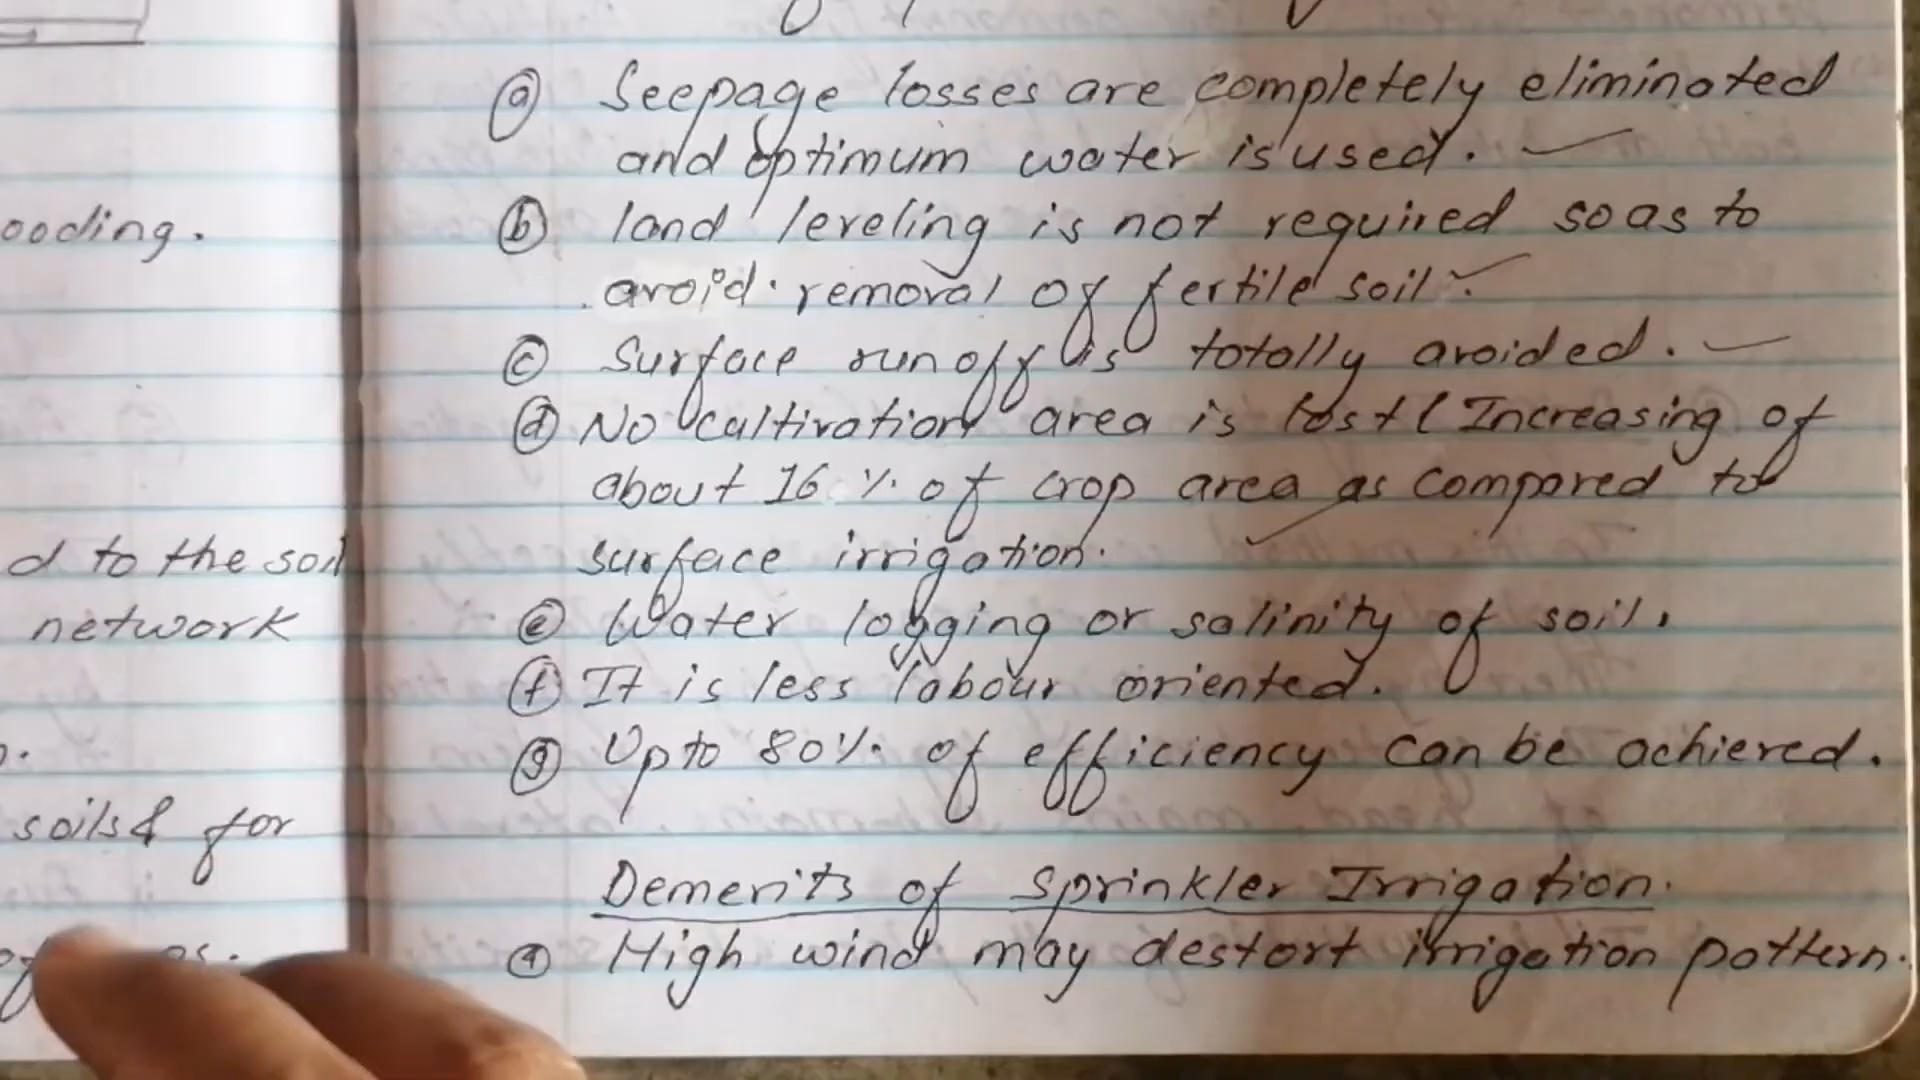 ooding.
d to the soil
network
soils & for
ⓐ Seepage losses are completely eliminated
and optimum water is used.
ⓑ land leveling is not required so as to
avoid removal of fertile soil.
ⓒ Surface runoff is totally avoided.
ⓓ No cultivation area is lost (Increasing of
about 16 % of crop area as compared to
surface irrigation.
ⓔ Water logging or salinity of soil.
ⓕ It is less labour oriented.
ⓖ Upto 80% of efficiency can be achieved.
Demerits of Sprinkler Irrigation.
ⓐ High wind may destort irrigation pattern.